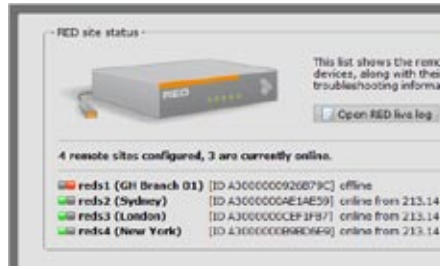 RED site status
This list shows the remo
devices, along with thei
troubleshooting informa
RED
Open RED live log
4 remote sites configured, 3 are currently online.
reds1 (GH Branch 01) [ID A3000000926B79C] offline
reds2 (Sydney) [ID A3000000AE1AE59] online from 213.14
reds3 (London) [ID A3000000CEF1FB7] online from 213.14
reds4 (New York) online from 213.14